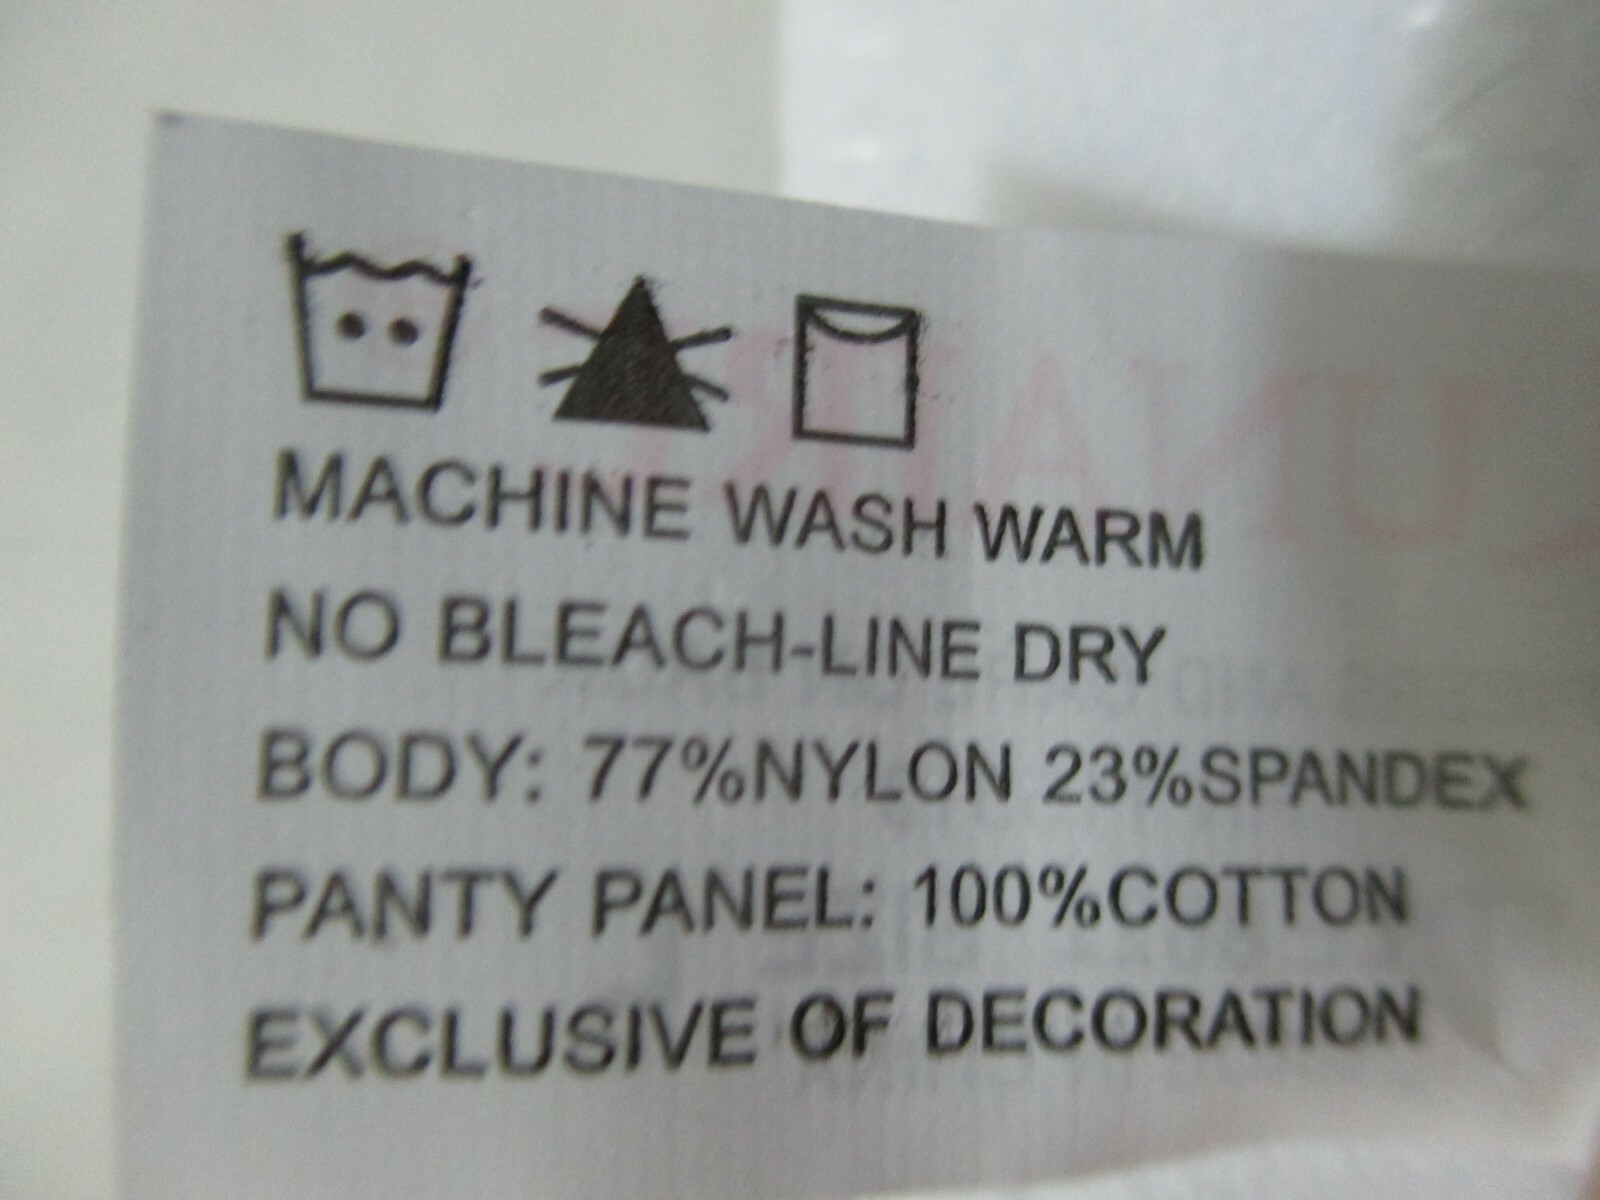 MACHINE WASH WARM
NO BLEACH-LINE DRY
BODY: 77%NYLON 23%SPANDEX
PANTY PANEL: 100%COTTON
EXCLUSIVE OF DECORATION